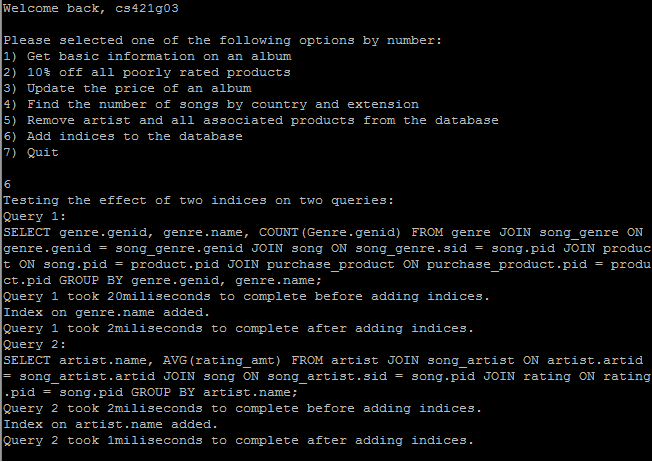 Welcome back, cs421g03
Please selected one of the following options by number:
1) Get basic information on an album
2) 10% off all poorly rated products
3) Update the price of an album
4) Find the number of songs by country and extension
5) Remove artist and all associated products from the database
6) Add indices to the database
7) Quit
6
Testing the effect of two indices on two queries:
Query 1:
SELECT genre.genid, genre.name, COUNT(Genre.genid) FROM genre JOIN song_genre ON
genre.genid = song_genre.genid JOIN song ON song_genre.sid = song.pid JOIN produc
t ON song.pid = product.pid JOIN purchase_product ON purchase_product.pid = produ
ct.pid GROUP BY genre.genid, genre.name;
Query 1 took 20miliseconds to complete before adding indices.
Index on genre.name added.
Query 1 took 2miliseconds to complete after adding indices.
Query 2:
SELECT artist.name, AVG(rating_amt) FROM artist JOIN song_artist ON artist.artid
= song_artist.artid JOIN song ON song_artist.sid = song.pid JOIN rating ON rating
.pid = song.pid GROUP BY artist.name;
Query 2 took 2miliseconds to complete before adding indices.
Index on artist.name added.
Query 2 took 1miliseconds to complete after adding indices.